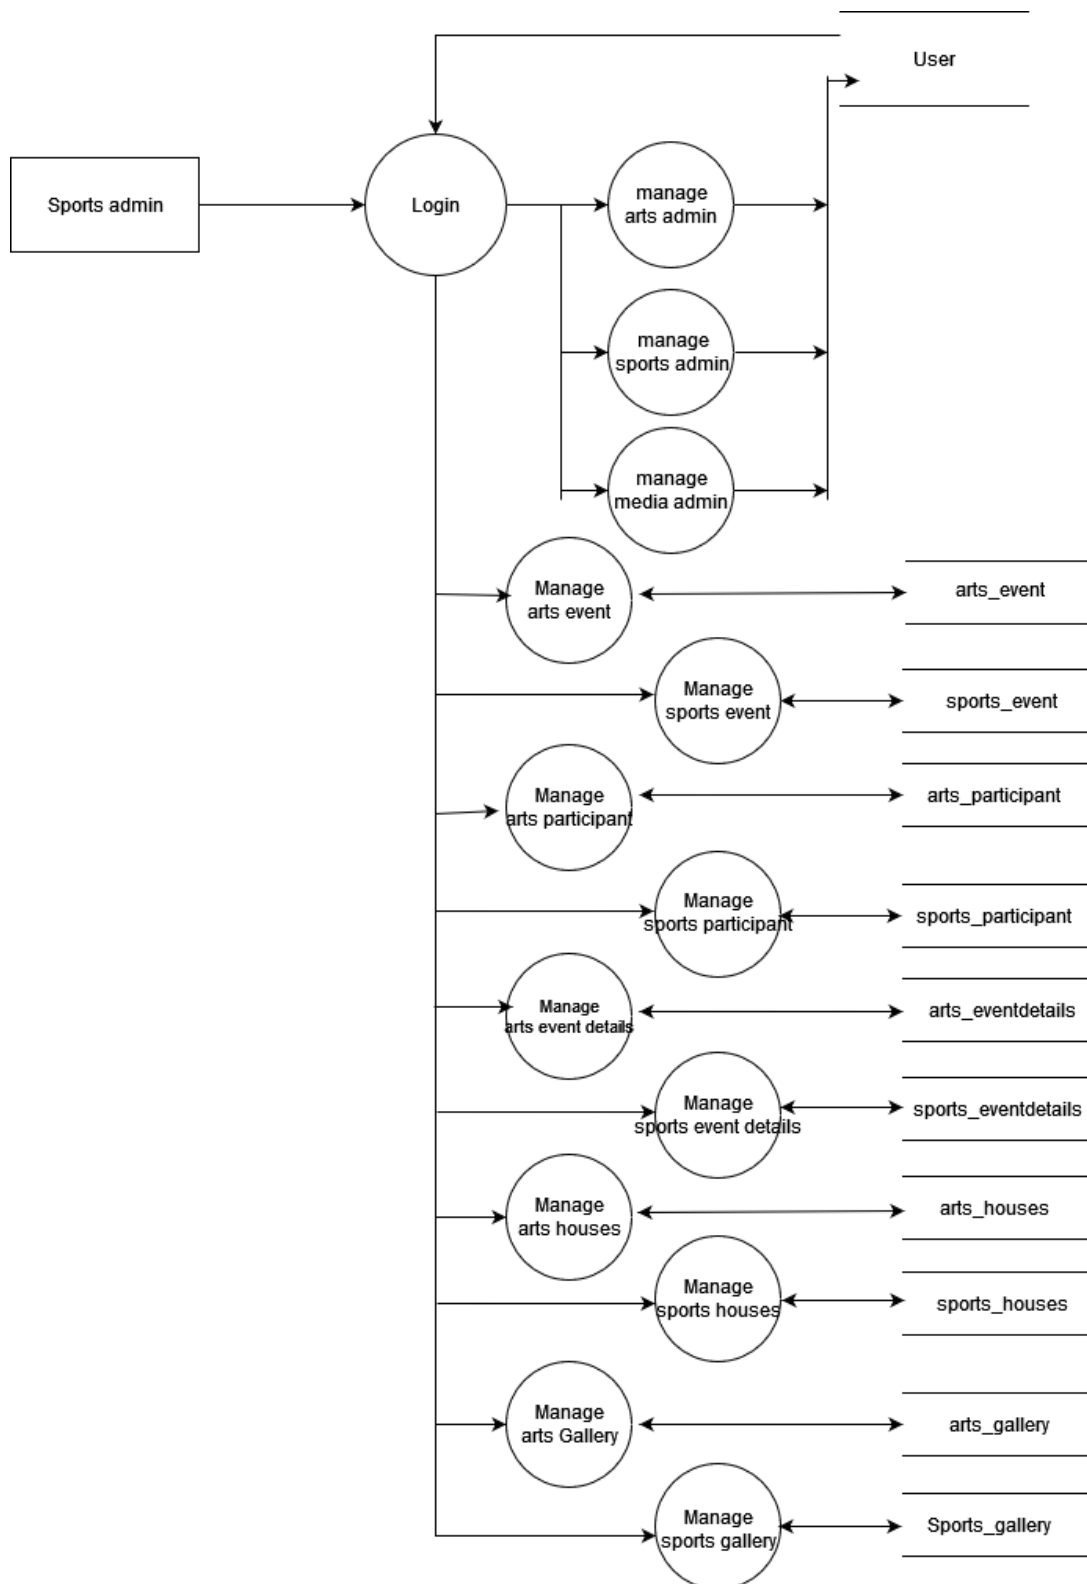 User
Sports admin
Login
manage
arts admin
manage
sports admin
manage
media admin
Manage
arts event
arts_event
Manage
sports event
sports_event
Manage
arts participant
arts_participant
Manage
sports participant
sports_participant
Manage
arts event details
arts_eventdetails
Manage
sports event details
sports_eventdetails
Manage
arts houses
arts_houses
Manage
sports houses
sports_houses
Manage
arts Gallery
arts_gallery
Manage
sports gallery
Sports_gallery